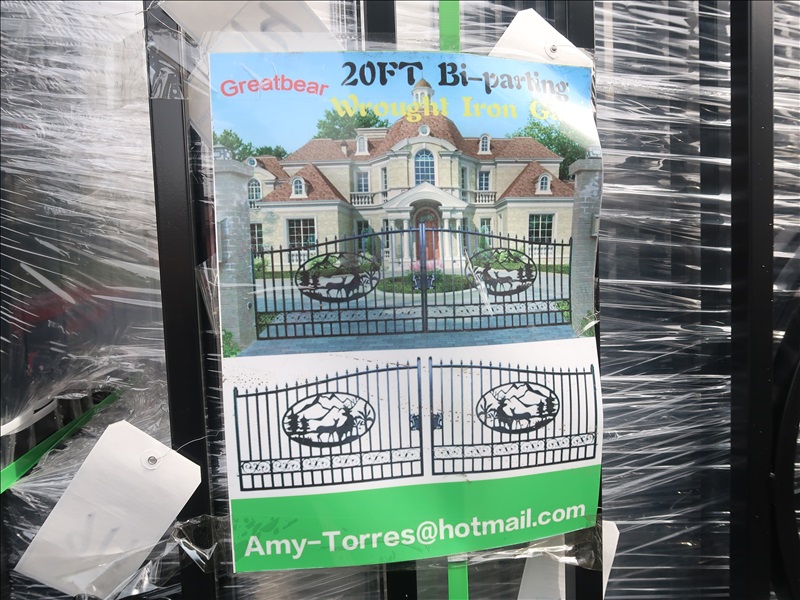 Greatbear
20FT Bi-parting
Wrought Iron
Amy-Torres@hotmail.com